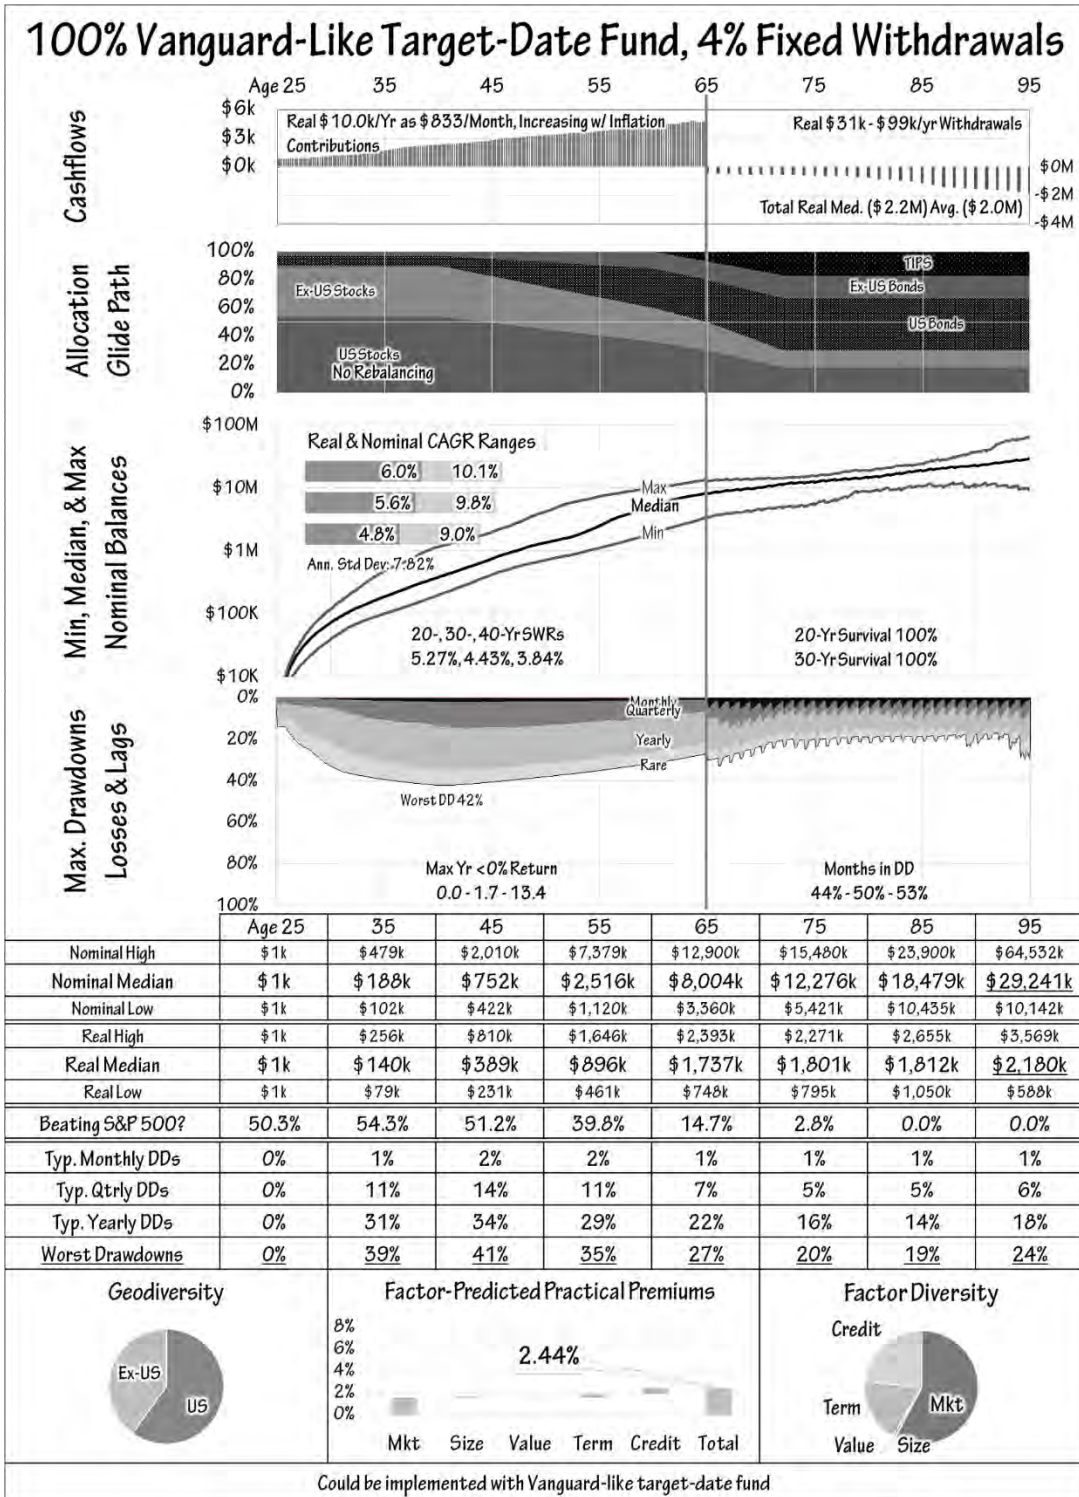 100% Vanguard-Like Target-Date Fund, 4% Fixed Withdrawals
Age 25 35 45 55 65 75 85 95
Cashflows
$6k
$3k
$0k
Real $10.0k/Yr as $833/Month, Increasing w/ Inflation
Contributions
Real $31k - $99k/yr Withdrawals
Total Real Med. ($2.2M) Avg. ($2.0M)
$0M
-$2M
-$4M
Allocation
Glide Path
100%
80%
60%
40%
20%
0%
Ex-US Stocks
US Stocks
No Rebalancing
TIPS
Ex-US Bonds
US Bonds
Min, Median, & Max
Nominal Balances
$100M
$10M
$1M
$100K
$10K
Real & Nominal CAGR Ranges
6.0% 10.1%
5.6% 9.8%
4.8% 9.0%
Ann. Std Dev: 7.82%
Max
Median
Min
20-, 30-, 40-Yr SWRs
5.27%, 4.43%, 3.84%
20-Yr Survival 100%
30-Yr Survival 100%
Max. Drawdowns
Losses & Lags
0%
20%
40%
60%
80%
100%
Monthly
Quarterly
Yearly
Rare
Worst DD 42%
Max Yr <0% Return
0.0 - 1.7 - 13.4
Months in DD
44% - 50% - 53%
Age 25 35 45 55 65 75 85 95
Nominal High $1k $479k $2,010k $7,379k $12,900k $15,480k $23,900k $64,532k
Nominal Median $1k $188k $752k $2,516k $8,004k $12,276k $18,479k $29,241k
Nominal Low $1k $102k $422k $1,120k $3,360k $5,421k $10,435k $10,142k
Real High $1k $256k $810k $1,646k $2,393k $2,271k $2,655k $3,569k
Real Median $1k $140k $389k $896k $1,737k $1,801k $1,812k $2,180k
Real Low $1k $79k $231k $461k $748k $795k $1,050k $588k
Beating S&P 500? 50.3% 54.3% 51.2% 39.8% 14.7% 2.8% 0.0% 0.0%
Typ. Monthly DDs 0% 1% 2% 2% 1% 1% 1% 1%
Typ. Qtrly DDs 0% 11% 14% 11% 7% 5% 5% 6%
Typ. Yearly DDs 0% 31% 34% 29% 22% 16% 14% 18%
Worst Drawdowns 0% 39% 41% 35% 27% 20% 19% 24%
Geodiversity
Ex-US
US
Factor-Predicted Practical Premiums
8%
6%
4%
2%
0%
2.44%
Mkt Size Value Term Credit Total
Factor Diversity
Credit
Mkt
Term
Value Size
Could be implemented with Vanguard-like target-date fund